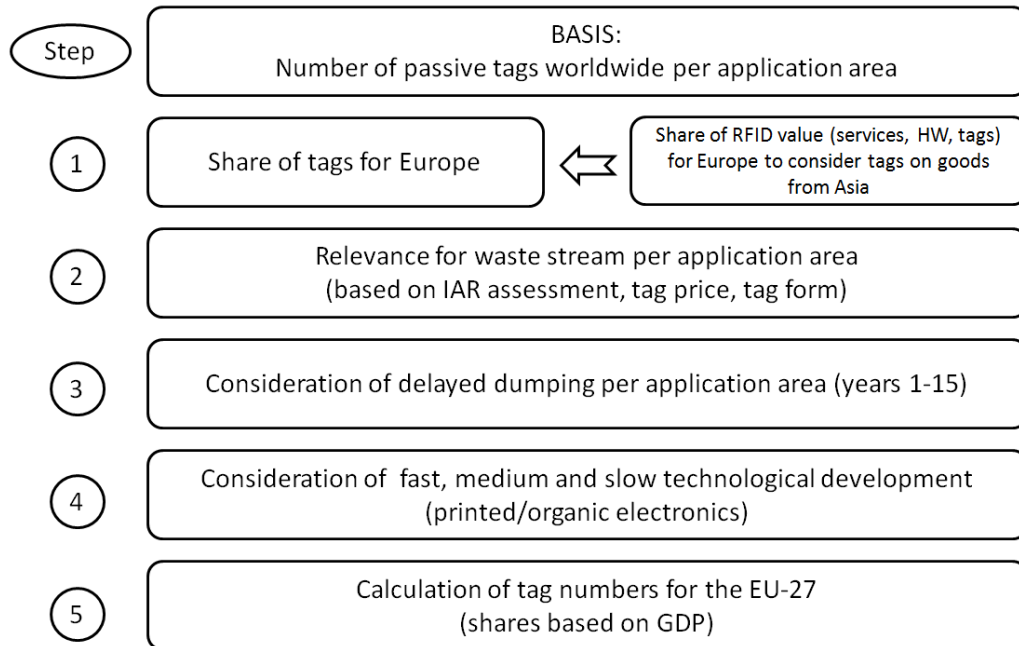 Step
BASIS:
Number of passive tags worldwide per application area
1
Share of tags for Europe
Share of RFID value (services, HW, tags)
for Europe to consider tags on goods
from Asia
2
Relevance for waste stream per application area
(based on IAR assessment, tag price, tag form)
3
Consideration of delayed dumping per application area (years 1-15)
4
Consideration of  fast, medium and slow technological development
(printed/organic electronics)
5
Calculation of tag numbers for the EU-27
(shares based on GDP)